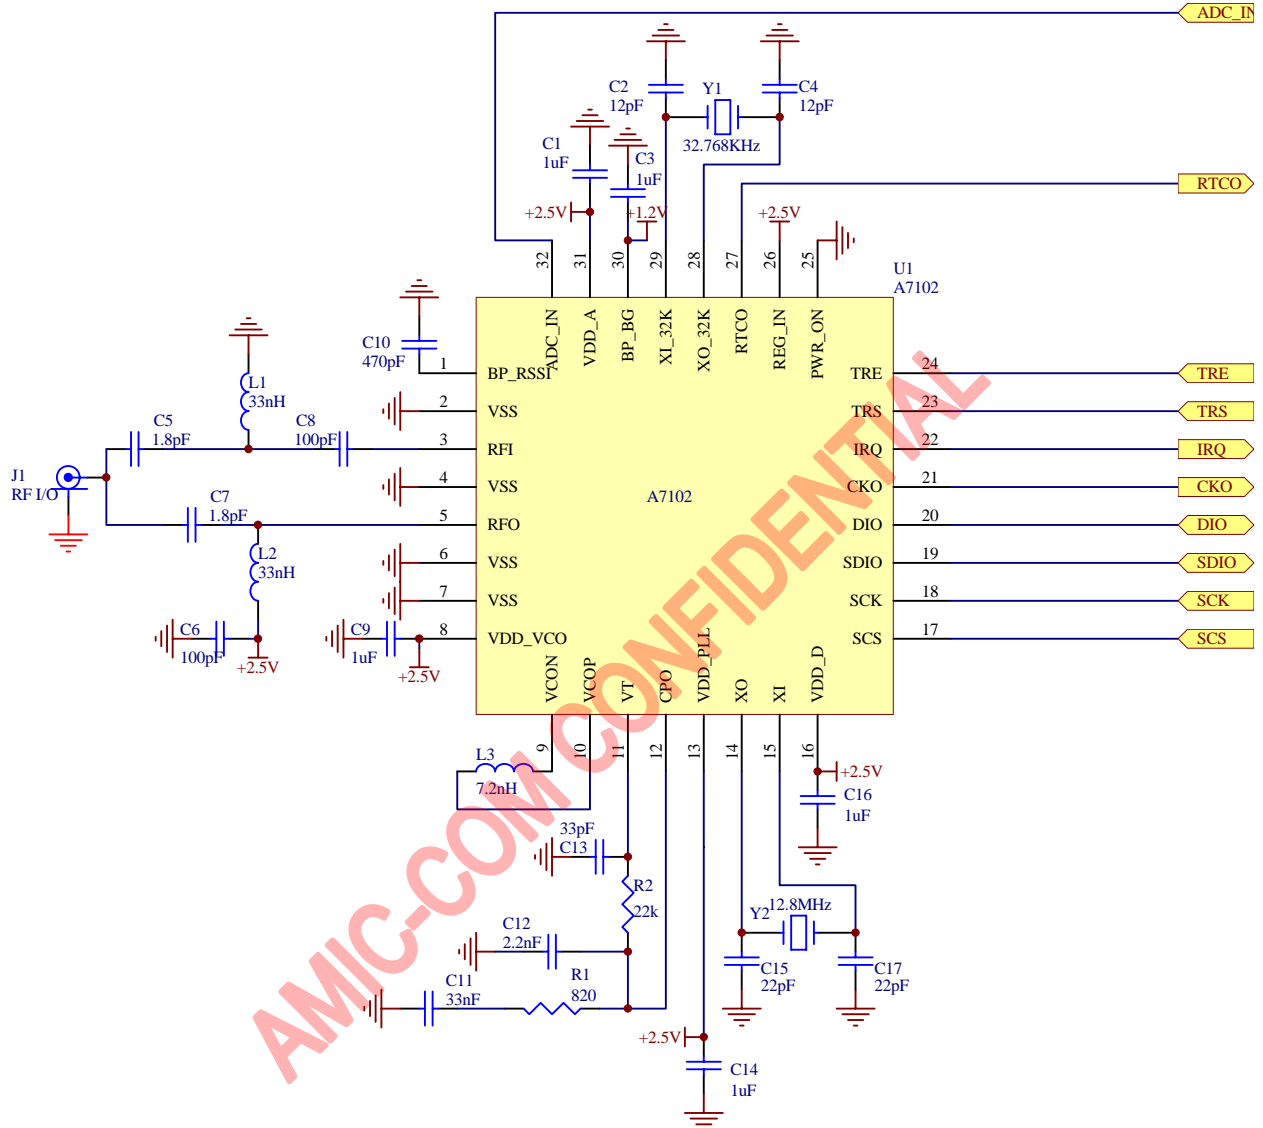 ADC_IN
C2
12pF
Y1
C4
12pF
32.768KHz
C1
1uF
C3
1uF
RTCO
+2.5V
+1.2V
+2.5V
32
31
30
29
28
27
26
25
U1
A7102
ADC_IN
VDD_A
BP_BG
XI_32K
XO_32K
RTCO
REG_IN
PWR_ON
C10
470pF
1
BP_RSSI
TRE
24
TRE
L1
33nH
2
VSS
TRS
23
TRS
C5
1.8pF
C8
100pF
3
RFI
IRQ
22
IRQ
J1
RF I/O
4
VSS
A7102
CKO
21
CKO
C7
1.8pF
5
RFO
DIO
20
DIO
L2
33nH
6
VSS
SDIO
19
SDIO
7
VSS
SCK
18
SCK
C6
100pF
+2.5V
C9
1uF
+2.5V
8
VDD_VCO
SCS
17
SCS
VCON
VCOP
VT
CPO
VDD_PLL
XO
XI
VDD_D
9
10
11
12
13
14
15
16
L3
7.2nH
+2.5V
C16
1uF
33pF
C13
R2
22k
Y2
12.8MHz
C12
2.2nF
C15
22pF
C17
22pF
C11
33nF
R1
820
+2.5V
C14
1uF
AMIC-COM CONFIDENTIAL